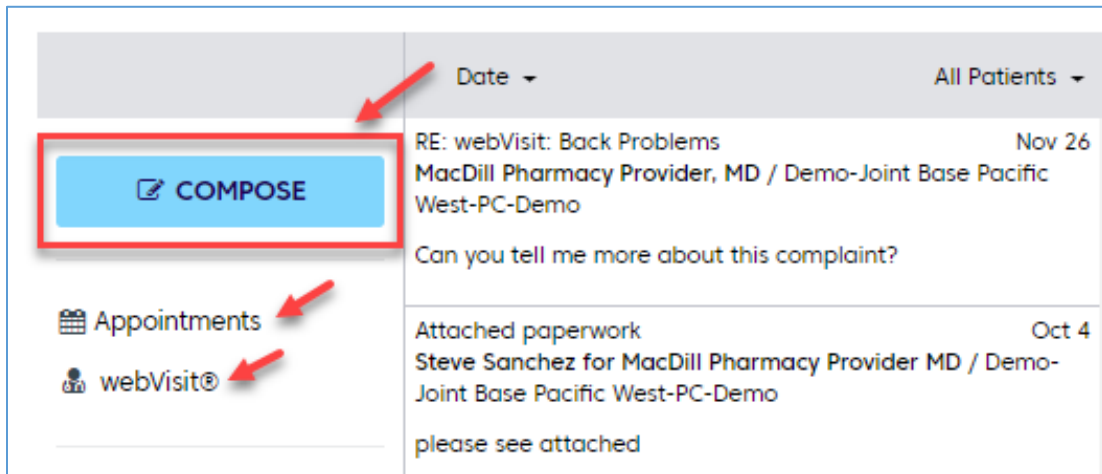 Date
All Patients
COMPOSE
Appointments
webVisit®
RE: webVisit: Back Problems
Nov 26
MacDill Pharmacy Provider, MD / Demo-Joint Base Pacific
West-PC-Demo
Can you tell me more about this complaint?
Attached paperwork
Oct 4
Steve Sanchez for MacDill Pharmacy Provider MD / Demo-
Joint Base Pacific West-PC-Demo
please see attached